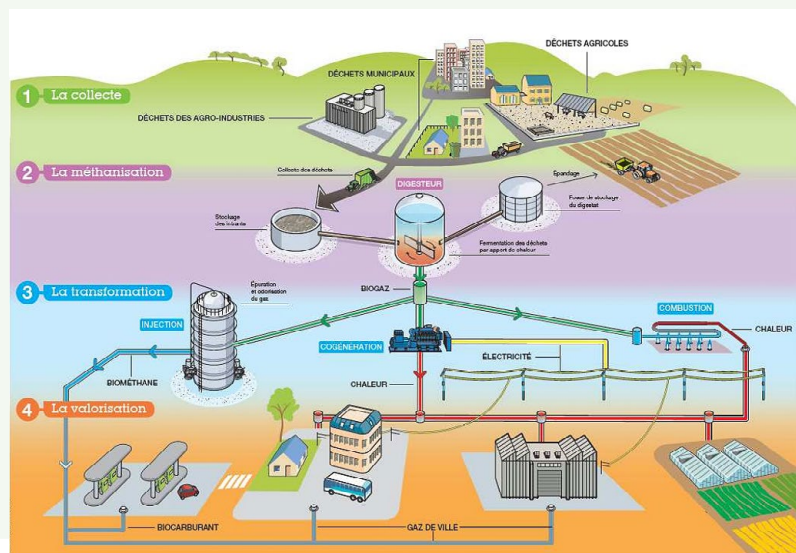 1 La collecte
DÉCHETS MUNICIPAUX
DÉCHETS AGRICOLES
DÉCHETS DES AGRO-INDUSTRIES
2 La méthanisation
Collecte des déchets
DIGESTEUR
Épandage
Stockage
des intrants
Fosse de stockage
du digestat
Fermentation des déchets
par apport de chaleur
3 La transformation
Épuration
et odorisation
du gaz
BIOGAZ
COMBUSTION
INJECTION
CHALEUR
COGÉNÉRATION
BIOMÉTHANE
ÉLECTRICITÉ
CHALEUR
4 La valorisation
BIOCARBURANT
GAZ DE VILLE